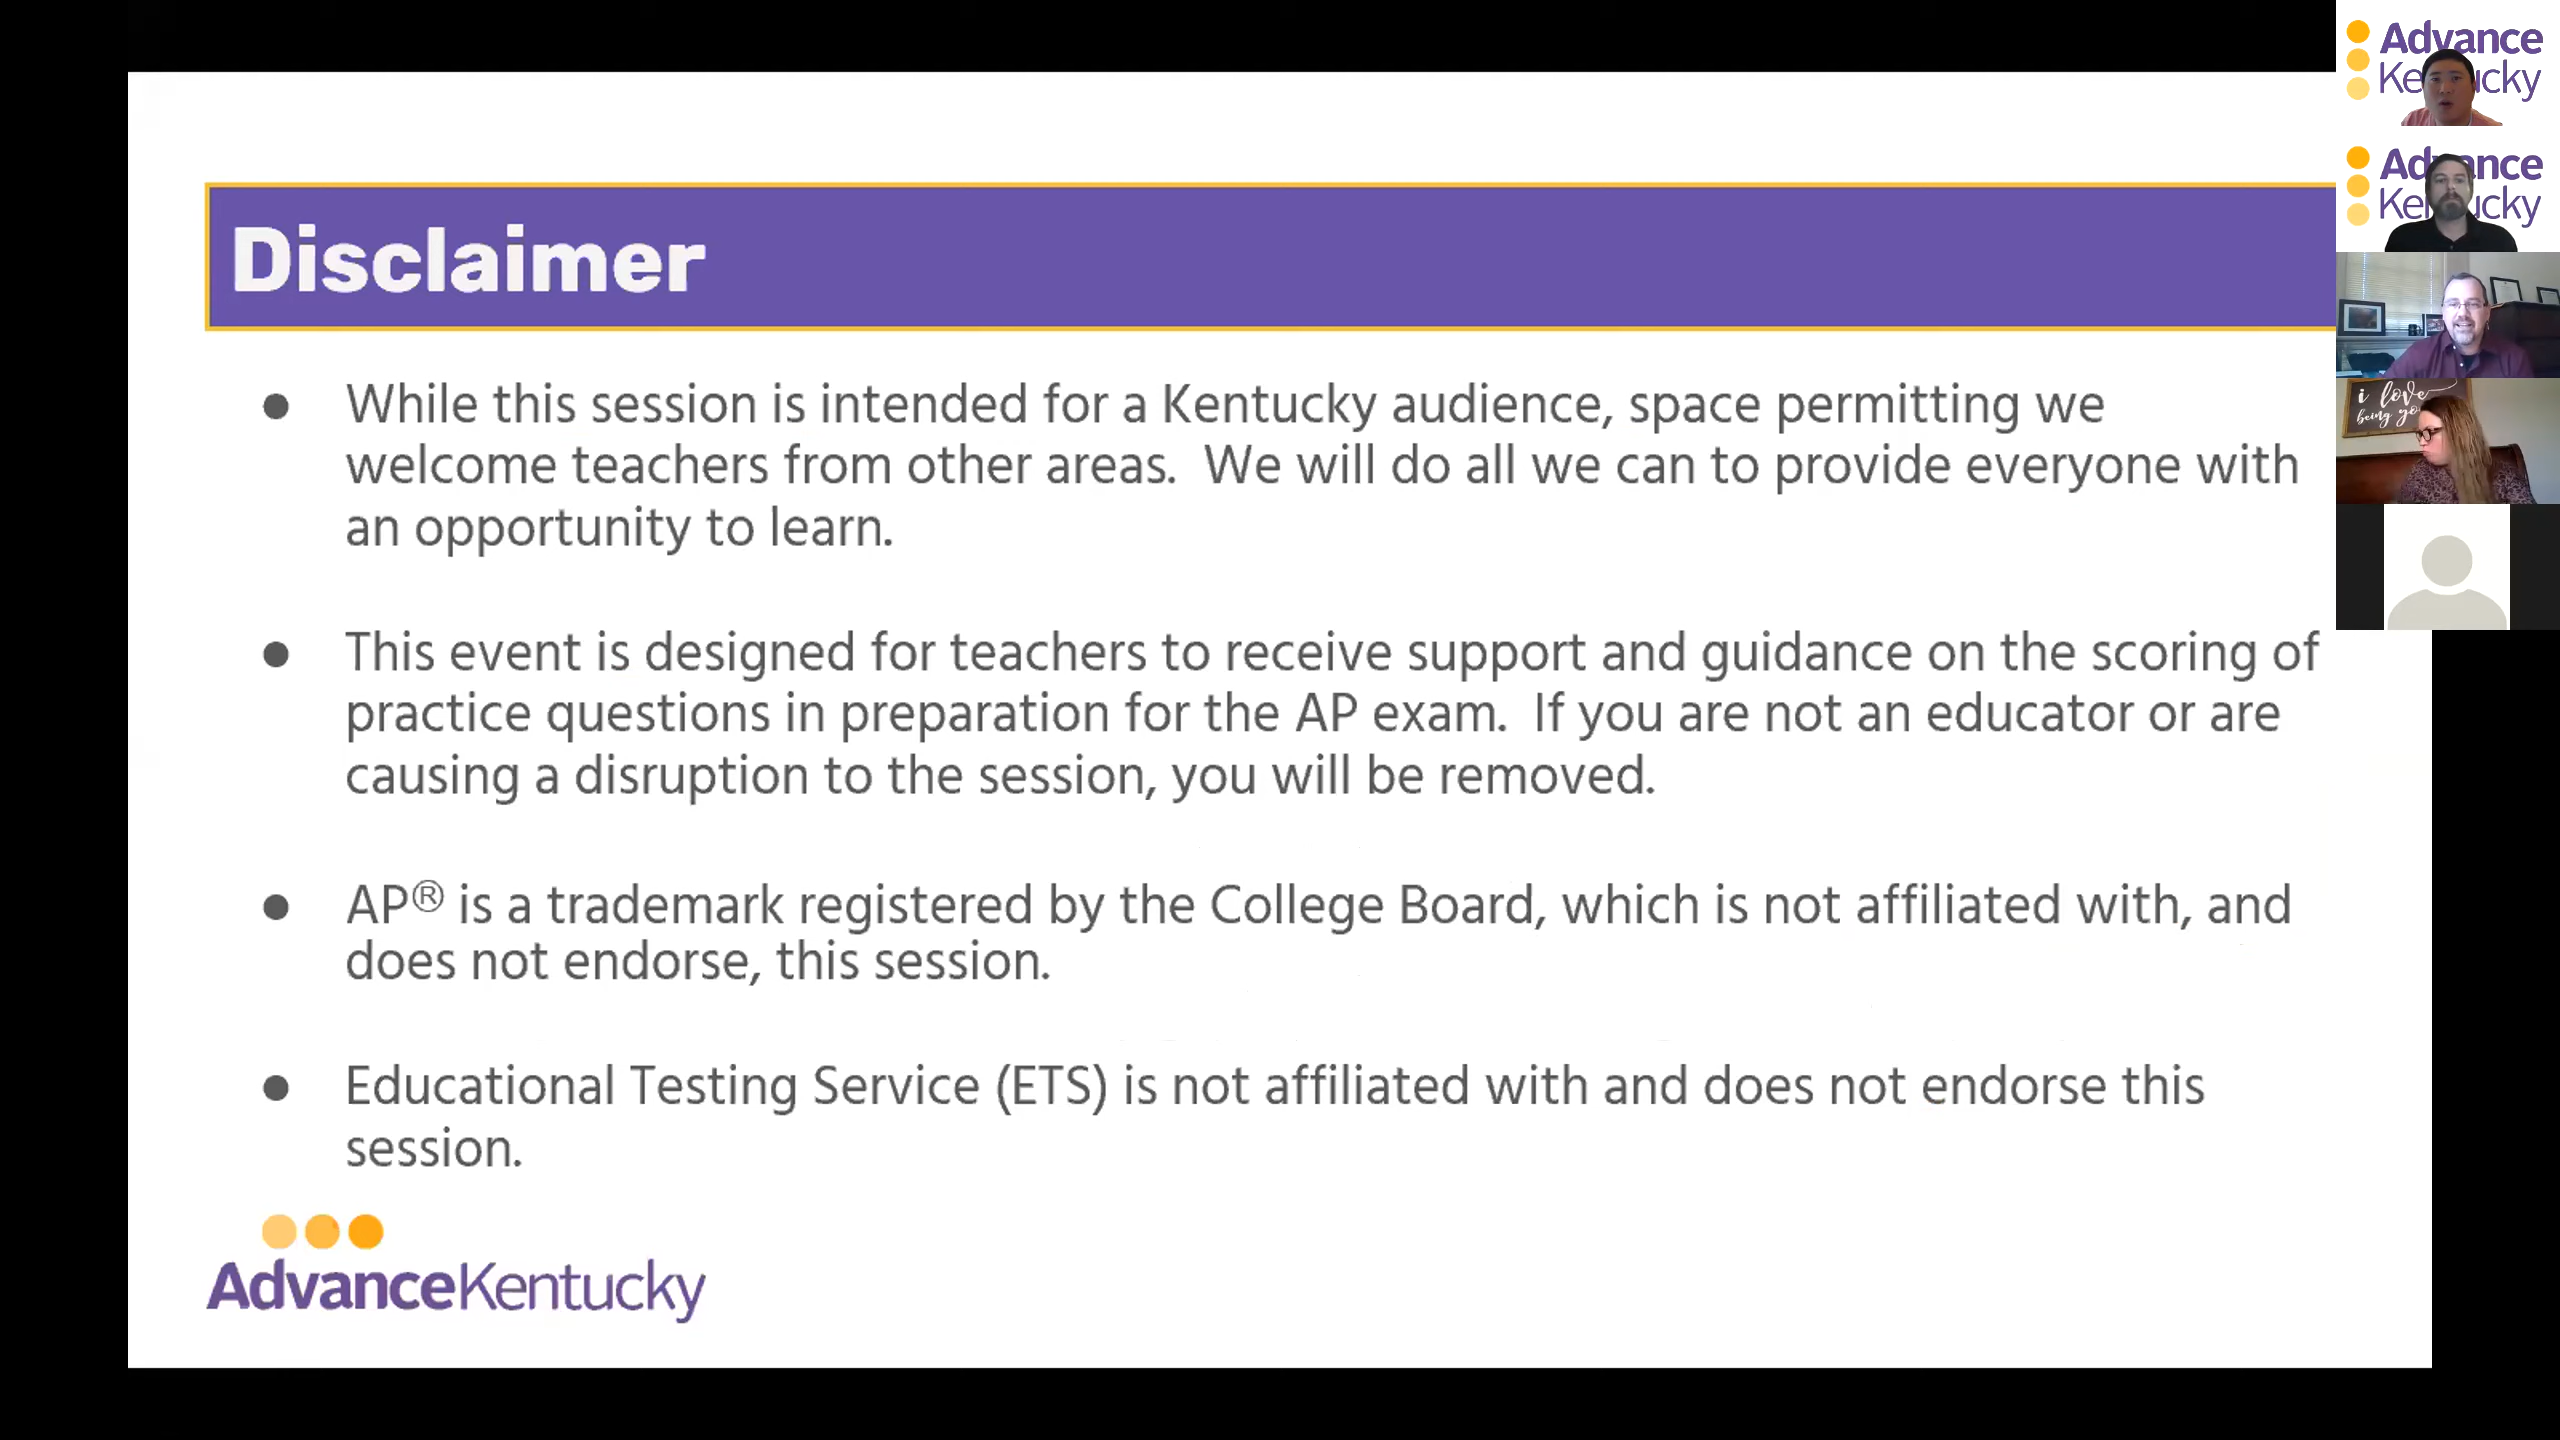 Disclaimer
● While this session is intended for a Kentucky audience, space permitting we
welcome teachers from other areas.  We will do all we can to provide everyone with
an opportunity to learn.
● This event is designed for teachers to receive support and guidance on the scoring of
practice questions in preparation for the AP exam.  If you are not an educator or are
causing a disruption to the session, you will be removed.
● AP® is a trademark registered by the College Board, which is not affiliated with, and
does not endorse, this session.
● Educational Testing Service (ETS) is not affiliated with and does not endorse this
session.
AdvanceKentucky
Advance
Kentucky
Advance
Kentucky
i love
being